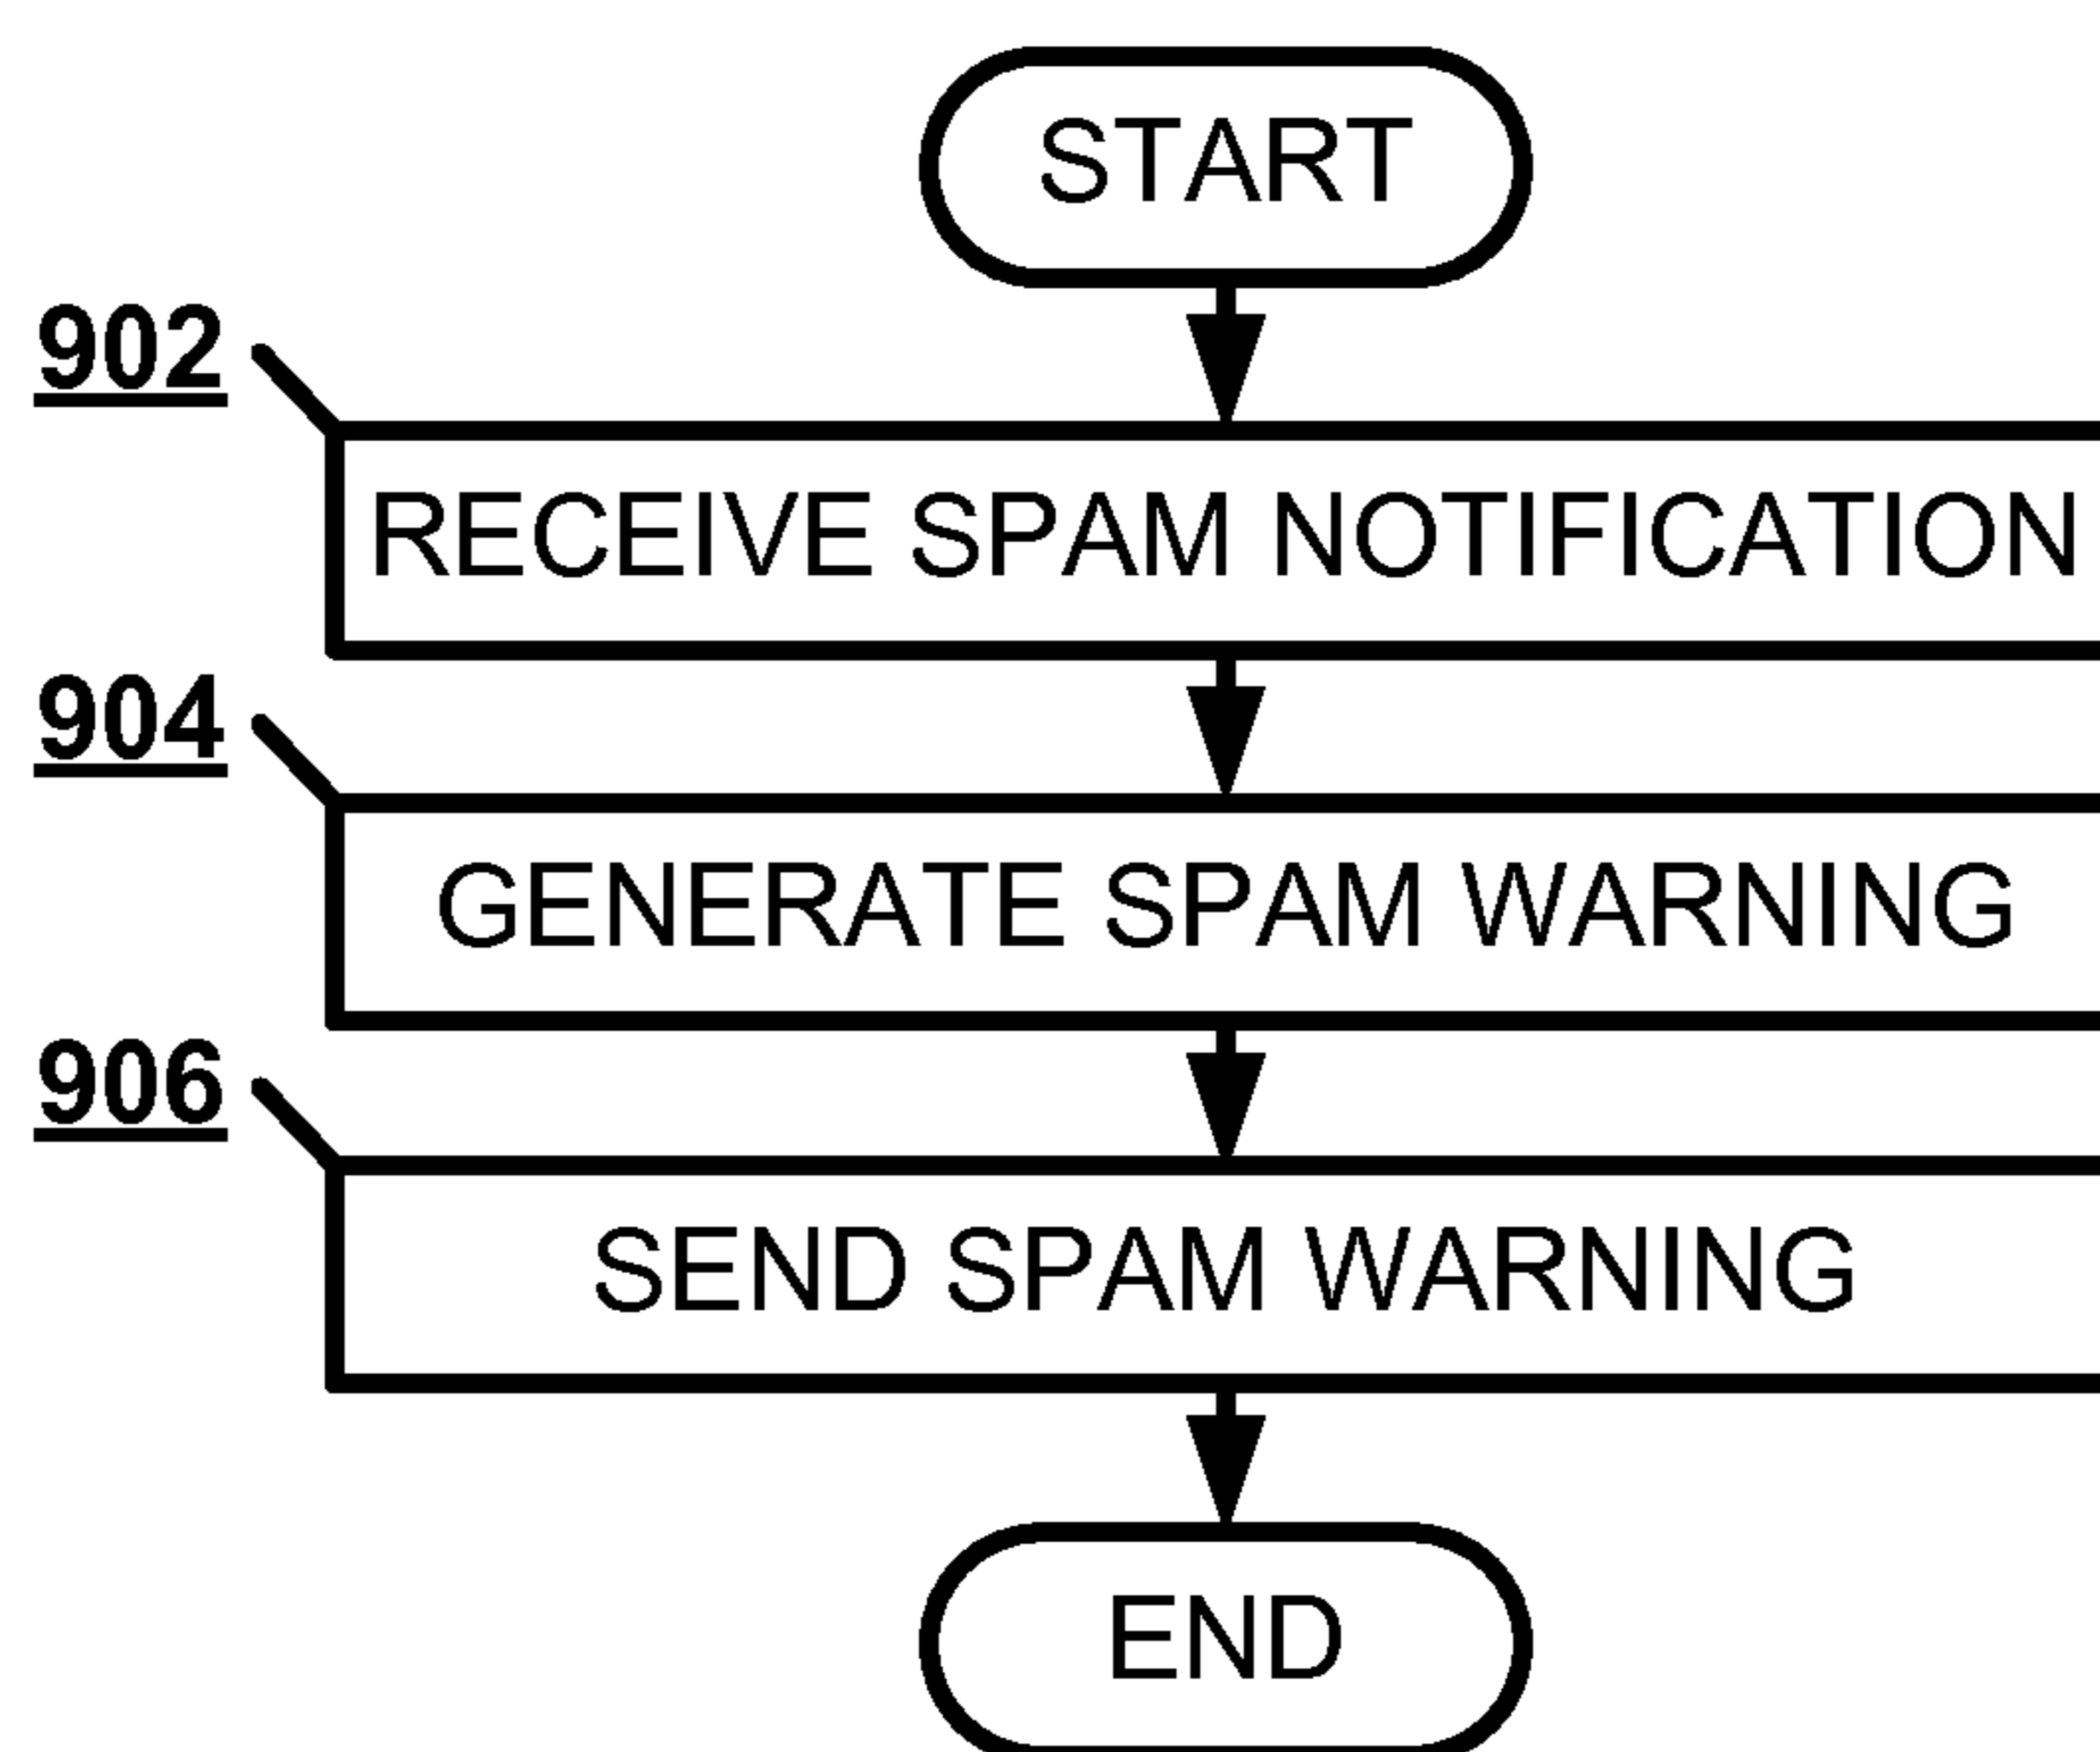 START
902
RECEIVE SPAM NOTIFICATION
904
GENERATE SPAM WARNING
906
SEND SPAM WARNING
END